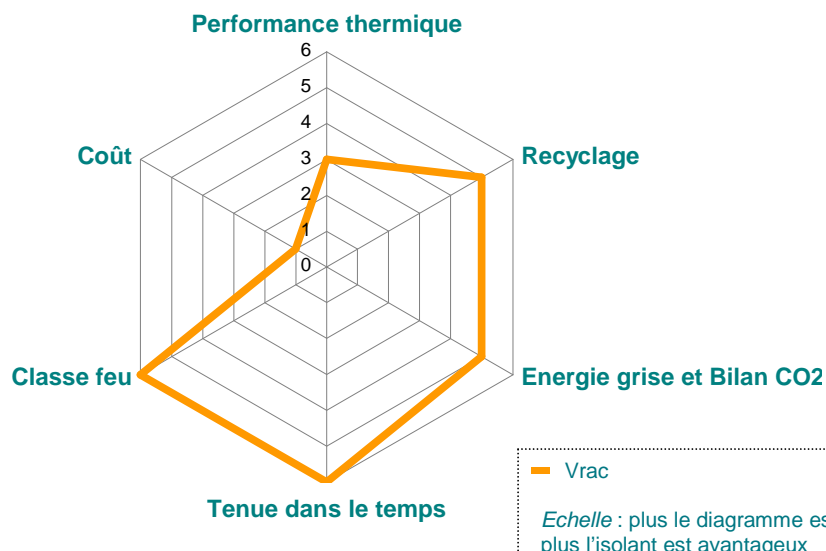 Performance thermique
6
5
4
3
2
1
0
Coût
Recyclage
Classe feu
Energie grise et Bilan CO2
Tenue dans le temps
Vrac
Echelle : plus le diagramme es
plus l'isolant est avantageux